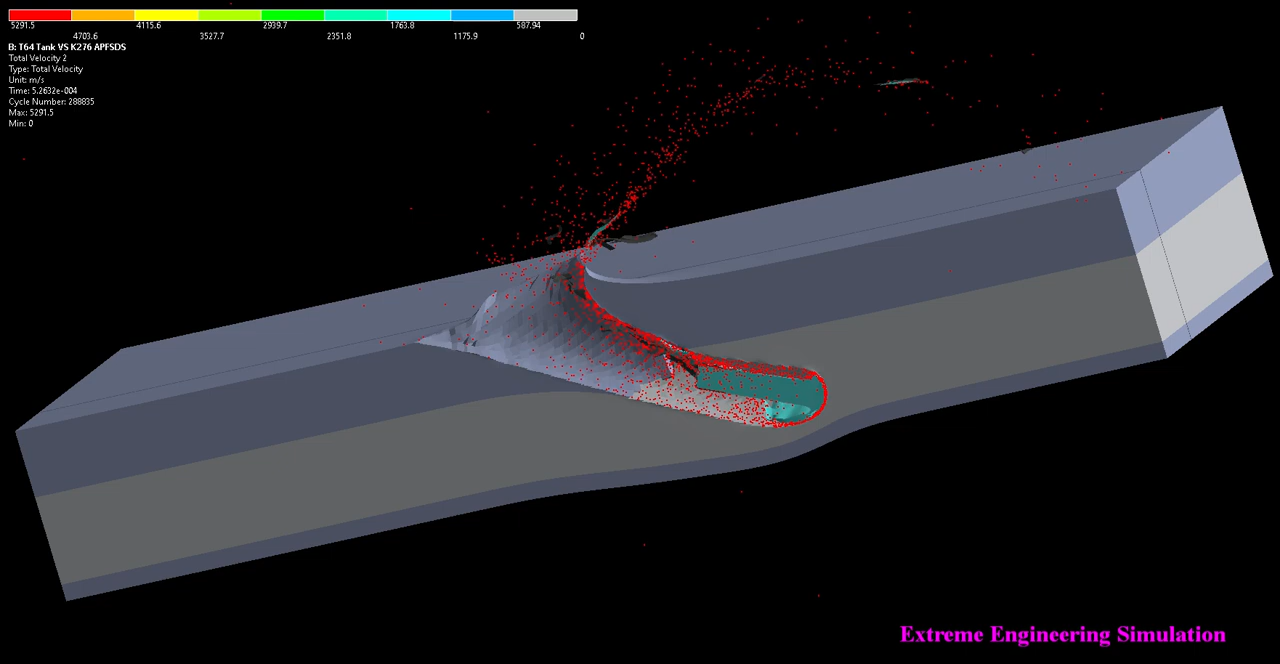 5291.5 4115.6 2939.7 1763.8 587.94
4703.6 3527.7 2351.8 1175.9 0
B: T64 Tank VS K276 APFSDS
Total Velocity 2
Type: Total Velocity
Unit: m/s
Time: 5.2632e-004
Cycle Number: 288835
Max: 5291.5
Min: 0
Extreme Engineering Simulation